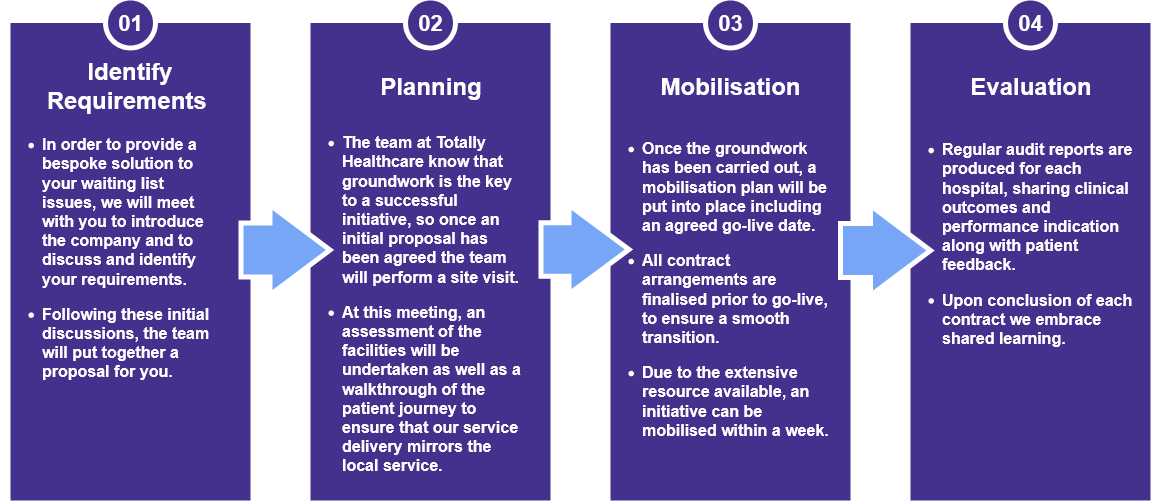 01
Identify
Requirements
• In order to provide a
bespoke solution to
your waiting list
issues, we will meet
with you to introduce
the company and to
discuss and identify
your requirements.
• Following these initial
discussions, the team
will put together a
proposal for you.
02
Planning
• The team at Totally
Healthcare know that
groundwork is the key
to a successful
initiative, so once an
initial proposal has
been agreed the team
will perform a site visit.
• At this meeting, an
assessment of the
facilities will be
undertaken as well as a
walkthrough of the
patient journey to
ensure that our service
delivery mirrors the
local service.
03
Mobilisation
• Once the groundwork
has been carried out, a
mobilisation plan will be
put into place including
an agreed go-live date.
• All contract
arrangements are
finalised prior to go-live,
to ensure a smooth
transition.
• Due to the extensive
resource available, an
initiative can be
mobilised within a week.
04
Evaluation
• Regular audit reports are
produced for each
hospital, sharing clinical
outcomes and
performance indication
along with patient
feedback.
• Upon conclusion of each
contract we embrace
shared learning.